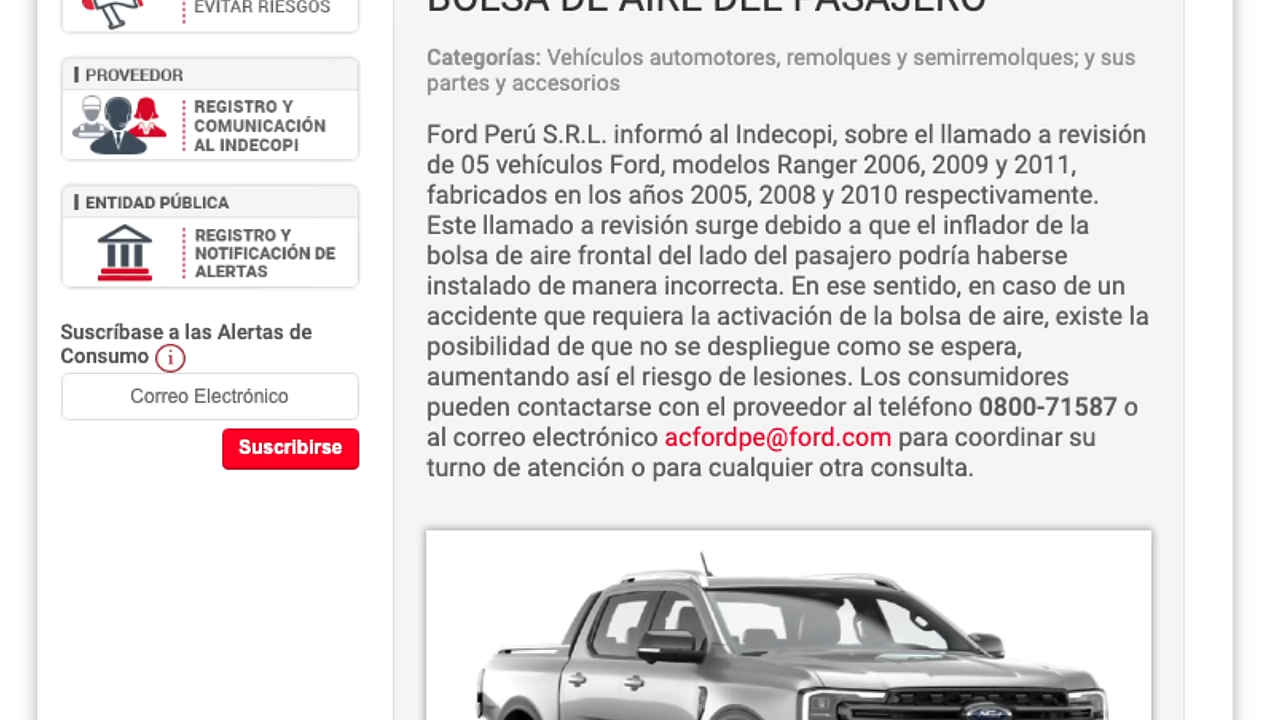 EVITAR RIESGOS
PROVEEDOR
REGISTRO Y
COMUNICACIÓN
AL INDECOPI
ENTIDAD PÚBLICA
REGISTRO Y
NOTIFICACIÓN DE
ALERTAS
Suscríbase a las Alertas de
Consumo i
Correo Electrónico
Suscribirse
BOLSA DE AIRE DEL PASAJERO
Categorías: Vehículos automotores, remolques y semirremolques; y sus
partes y accesorios
Ford Perú S.R.L. informó al Indecopi, sobre el llamado a revisión
de 05 vehículos Ford, modelos Ranger 2006, 2009 y 2011,
fabricados en los años 2005, 2008 y 2010 respectivamente.
Este llamado a revisión surge debido a que el inflador de la
bolsa de aire frontal del lado del pasajero podría haberse
instalado de manera incorrecta. En ese sentido, en caso de un
accidente que requiera la activación de la bolsa de aire, existe la
posibilidad de que no se despliegue como se espera,
aumentando así el riesgo de lesiones. Los consumidores
pueden contactarse con el proveedor al teléfono 0800-71587 o
al correo electrónico acfordpe@ford.com para coordinar su
turno de atención o para cualquier otra consulta.